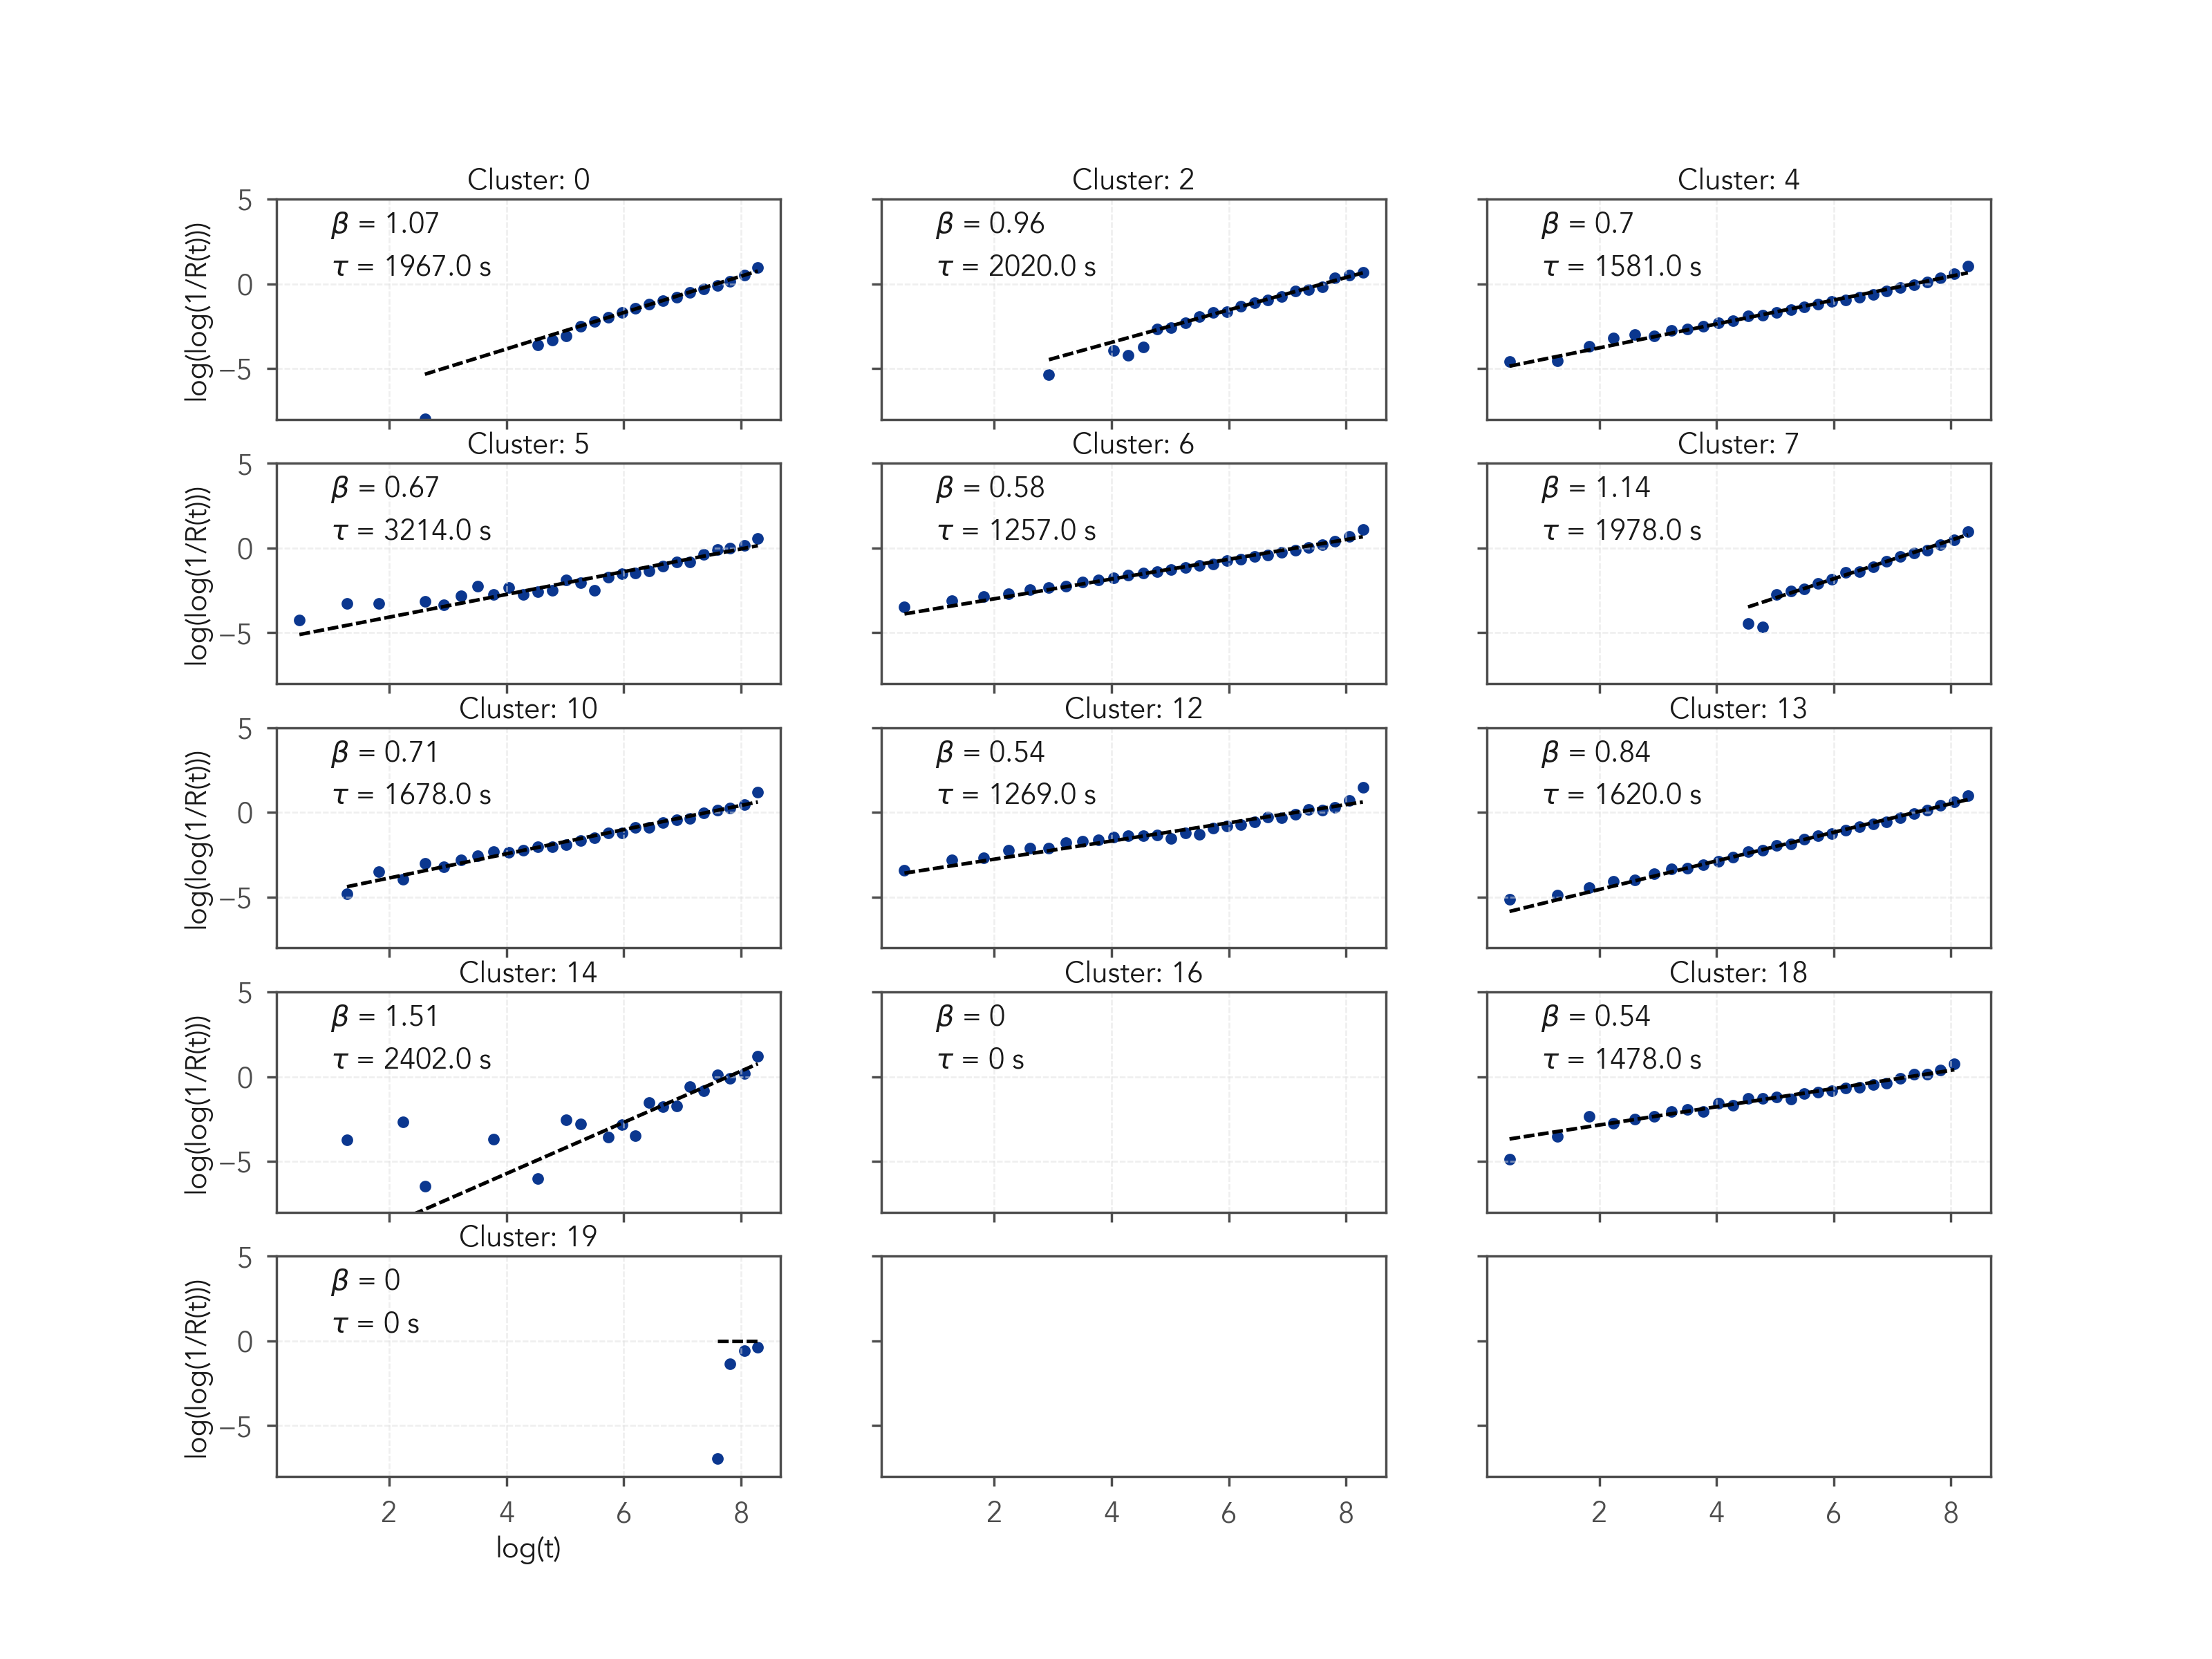 Cluster: 0
Cluster: 2
Cluster: 4
5
0
−5
log(log(1/R(t)))
β = 1.07
τ = 1967.0 s
β = 0.96
τ = 2020.0 s
β = 0.7
τ = 1581.0 s
Cluster: 5
Cluster: 6
Cluster: 7
5
0
−5
log(log(1/R(t)))
β = 0.67
τ = 3214.0 s
β = 0.58
τ = 1257.0 s
β = 1.14
τ = 1978.0 s
Cluster: 10
Cluster: 12
Cluster: 13
5
0
−5
log(log(1/R(t)))
β = 0.71
τ = 1678.0 s
β = 0.54
τ = 1269.0 s
β = 0.84
τ = 1620.0 s
Cluster: 14
Cluster: 16
Cluster: 18
5
0
−5
log(log(1/R(t)))
β = 1.51
τ = 2402.0 s
β = 0
τ = 0 s
β = 0.54
τ = 1478.0 s
Cluster: 19
5
0
−5
log(log(1/R(t)))
β = 0
τ = 0 s
2 4 6 8
2 4 6 8
2 4 6 8
log(t)